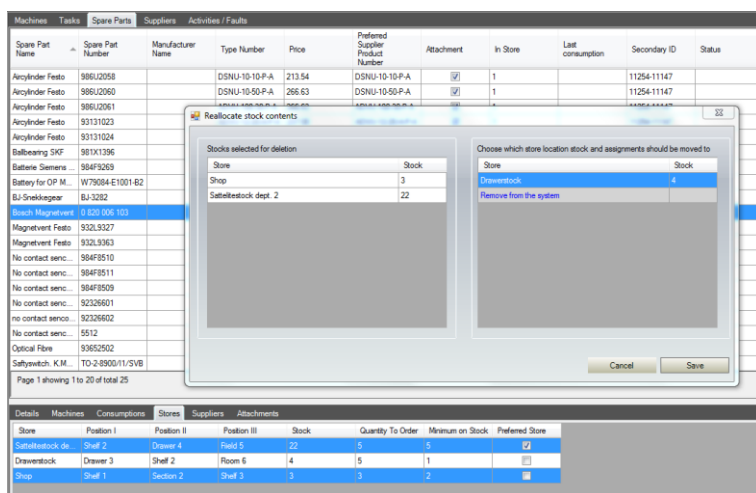 Machines Tasks Spare Parts Suppliers Activities / Faults
Spare Part Name Spare Part Number Manufacturer Name Type Number Price Preferred Supplier Product Number Attachment In Store Last consumption Secondary ID Status
Aircylinder Festo 986U2058 DSNU-10-10-P-A 213.54 DSNU-10-10-P-A 1 11254-11147
Aircylinder Festo 986U2060 DSNU-10-50-P-A 266.63 DSNU-10-50-P-A 1 11254-11147
Aircylinder Festo 986U2061 1 11254-11147
Aircylinder Festo 93131023
Aircylinder Festo 93131024
Ballbearing SKF 981X1396
Batterie Siemens ... 984F9269
Battery for OP M... W79084-E1001-B2
BJ-Snekkegear BJ-3282
Bosch Magnetvent 0 820 006 103
Magnetvent Festo 932L9327
Magnetvent Festo 932L9363
No contact senc... 984F8510
No contact senc... 984F8511
No contact senc... 984F8509
No contact senc... 92326601
no contact senco... 92326602
No contact senc... 5512
Optical Fibre 93652502
Saftyswitch. K.M... TO-2-8900/I1/SVB
Page 1 showing 1 to 20 of total 25
Reallocate stock contents
Stocks selected for deletion
Store Stock
Shop 3
Sattelitestock dept. 2 22
Choose which store location stock and assignments should be moved to
Store Stock
Drawerstock 4
Remove from the system
Cancel Save
Details Machines Consumptions Stores Suppliers Attachments
Store Position I Position II Position III Stock Quantity To Order Minimum on Stock Preferred Store
Sattelitestock de... Shelf 2 Drawer 4 Field 5 22 5 5
Drawerstock Drawer 3 Shelf 2 Room 6 4 5 1
Shop Shelf 1 Section 2 Shelf 3 3 3 2